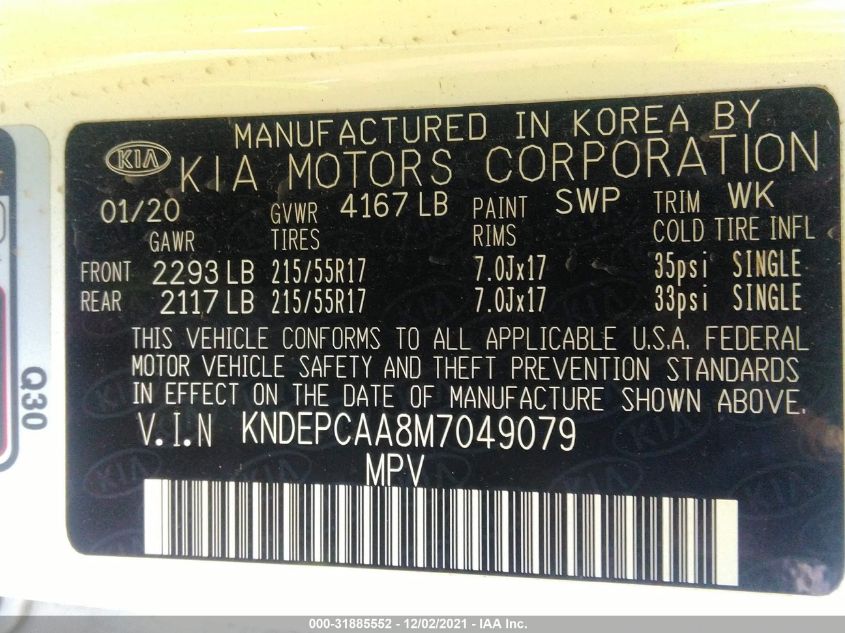 MANUFACTURED IN KOREA BY
KIA KIA MOTORS CORPORATION
01/20 GVWR 4167 LB PAINT SWP TRIM WK
GAWR TIRES RIMS COLD TIRE INFL
FRONT 2293 LB 215/55R17 7.0Jx17 35psi SINGLE
REAR 2117 LB 215/55R17 7.0Jx17 33psi SINGLE
THIS VEHICLE CONFORMS TO ALL APPLICABLE U.S.A. FEDERAL
MOTOR VEHICLE SAFETY AND THEFT PREVENTION STANDARDS
IN EFFECT ON THE DATE OF MANUFACTURE SHOWN ABOVE.
V.I.N KNDEPCAA8M7049079
MPV
Q30
000-31885552 - 12/02/2021 - IAA Inc.